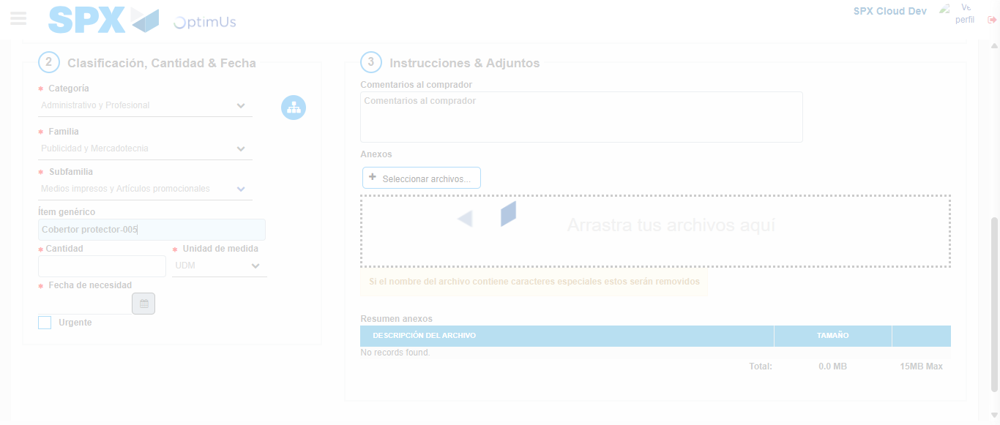 SPX
OptimUs
SPX Cloud Dev
Ve
perfil
2 Clasificación, Cantidad & Fecha
* Categoría
Administrativo y Profesional
* Familia
Publicidad y Mercadotecnia
* Subfamilia
Medios impresos y Artículos promocionales
Ítem genérico
Cobertor protector-005
* Cantidad
* Unidad de medida
UDM
* Fecha de necesidad
Urgente
3 Instrucciones & Adjuntos
Comentarios al comprador
Comentarios al comprador
Anexos
+ Seleccionar archivos...
Arrastra tus archivos aquí
Si el nombre del archivo contiene caracteres especiales estos serán removidos
Resumen anexos
DESCRIPCIÓN DEL ARCHIVO TAMAÑO
No records found.
Total: 0.0 MB 15MB Max